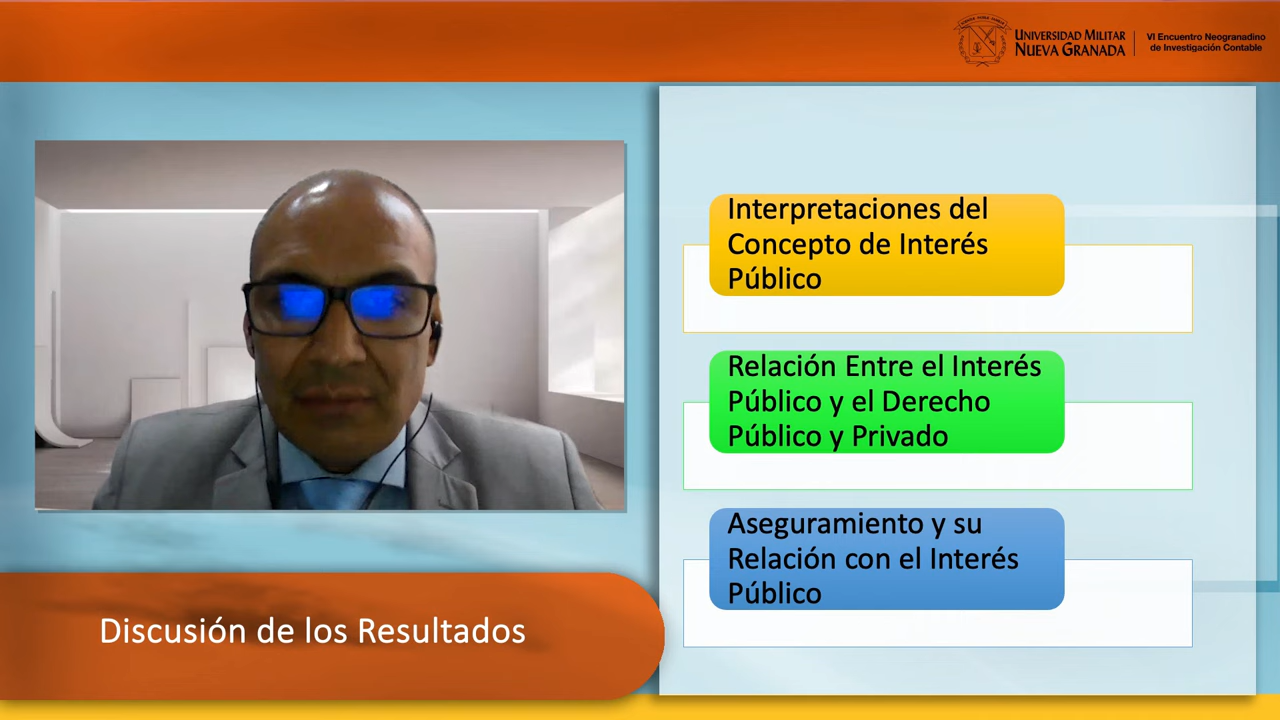 UNIVERSIDAD MILITAR
NUEVA GRANADA
VI Encuentro Neogranadino
de Investigación Contable
Interpretaciones del
Concepto de Interés
Público
Relación Entre el Interés
Público y el Derecho
Público y Privado
Aseguramiento y su
Relación con el Interés
Público
Discusión de los Resultados